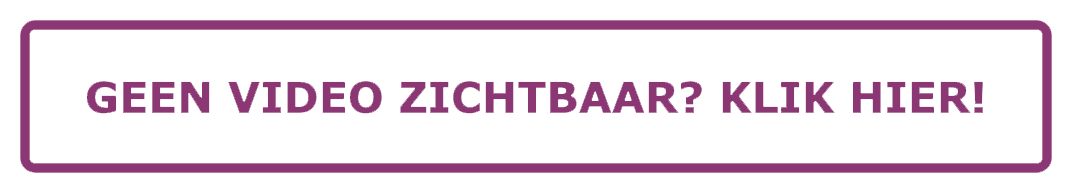 GEEN VIDEO ZICHTBAAR? KLIK HIER!